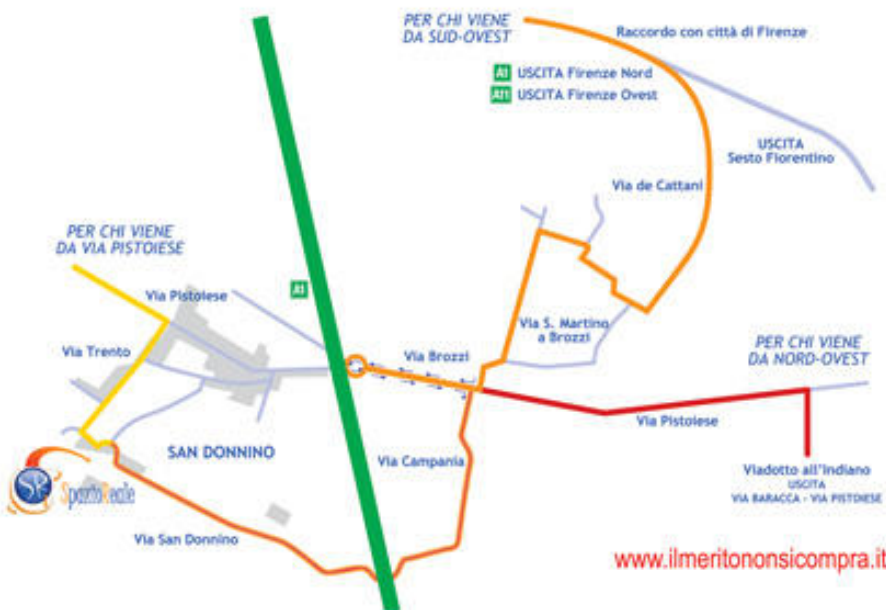 PER CHI VIENE
DA SUD-OVEST
Raccordo con città di Firenze
A1 USCITA Firenze Nord
A11 USCITA Firenze Ovest
USCITA
Sesto Fiorentino
Via de Cattani
PER CHI VIENE
DA VIA PISTOIESE
A1
Via Pistoiese
Via Trento
Via Brozzi
Via S. Martino
a Brozzi
PER CHI VIENE
DA NORD-OVEST
Via Pistoiese
SAN DONNINO
Via Campania
Viadotto all'Indiano
USCITA
VIA BARACCA - VIA PISTOIESE
SR
SpazioReale
Via San Donnino
www.ilmeritononsicompra.it